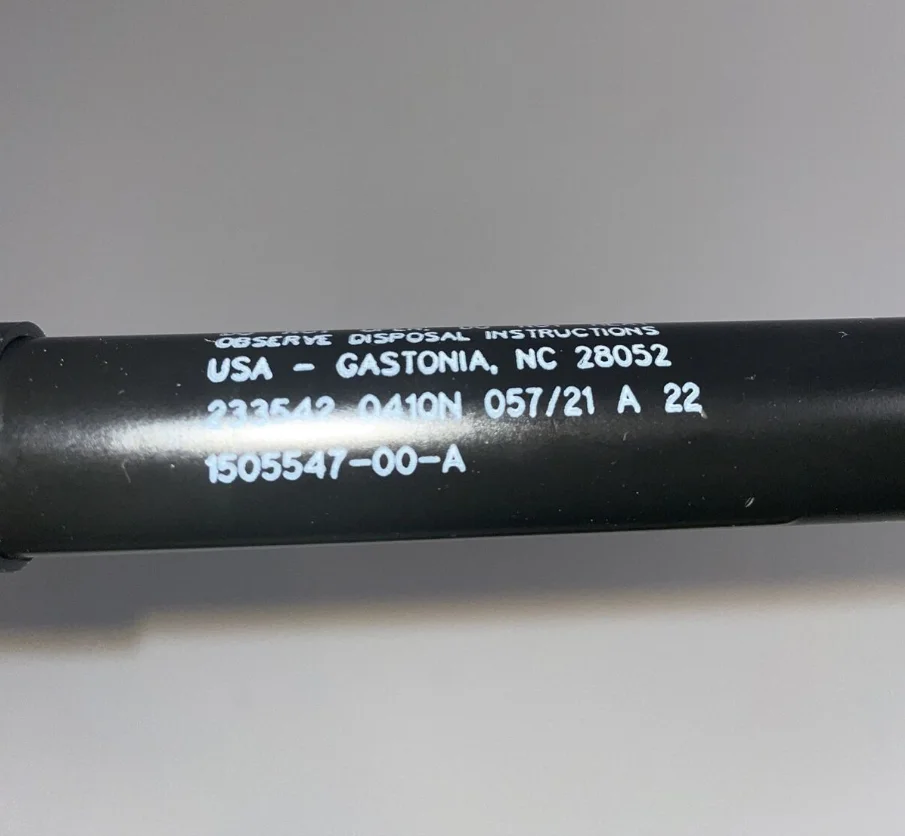 OBSERVE DISPOSAL INSTRUCTIONS
USA - GASTONIA, NC 28052
233542 0410N 057/21 A 22
1505547-00-A